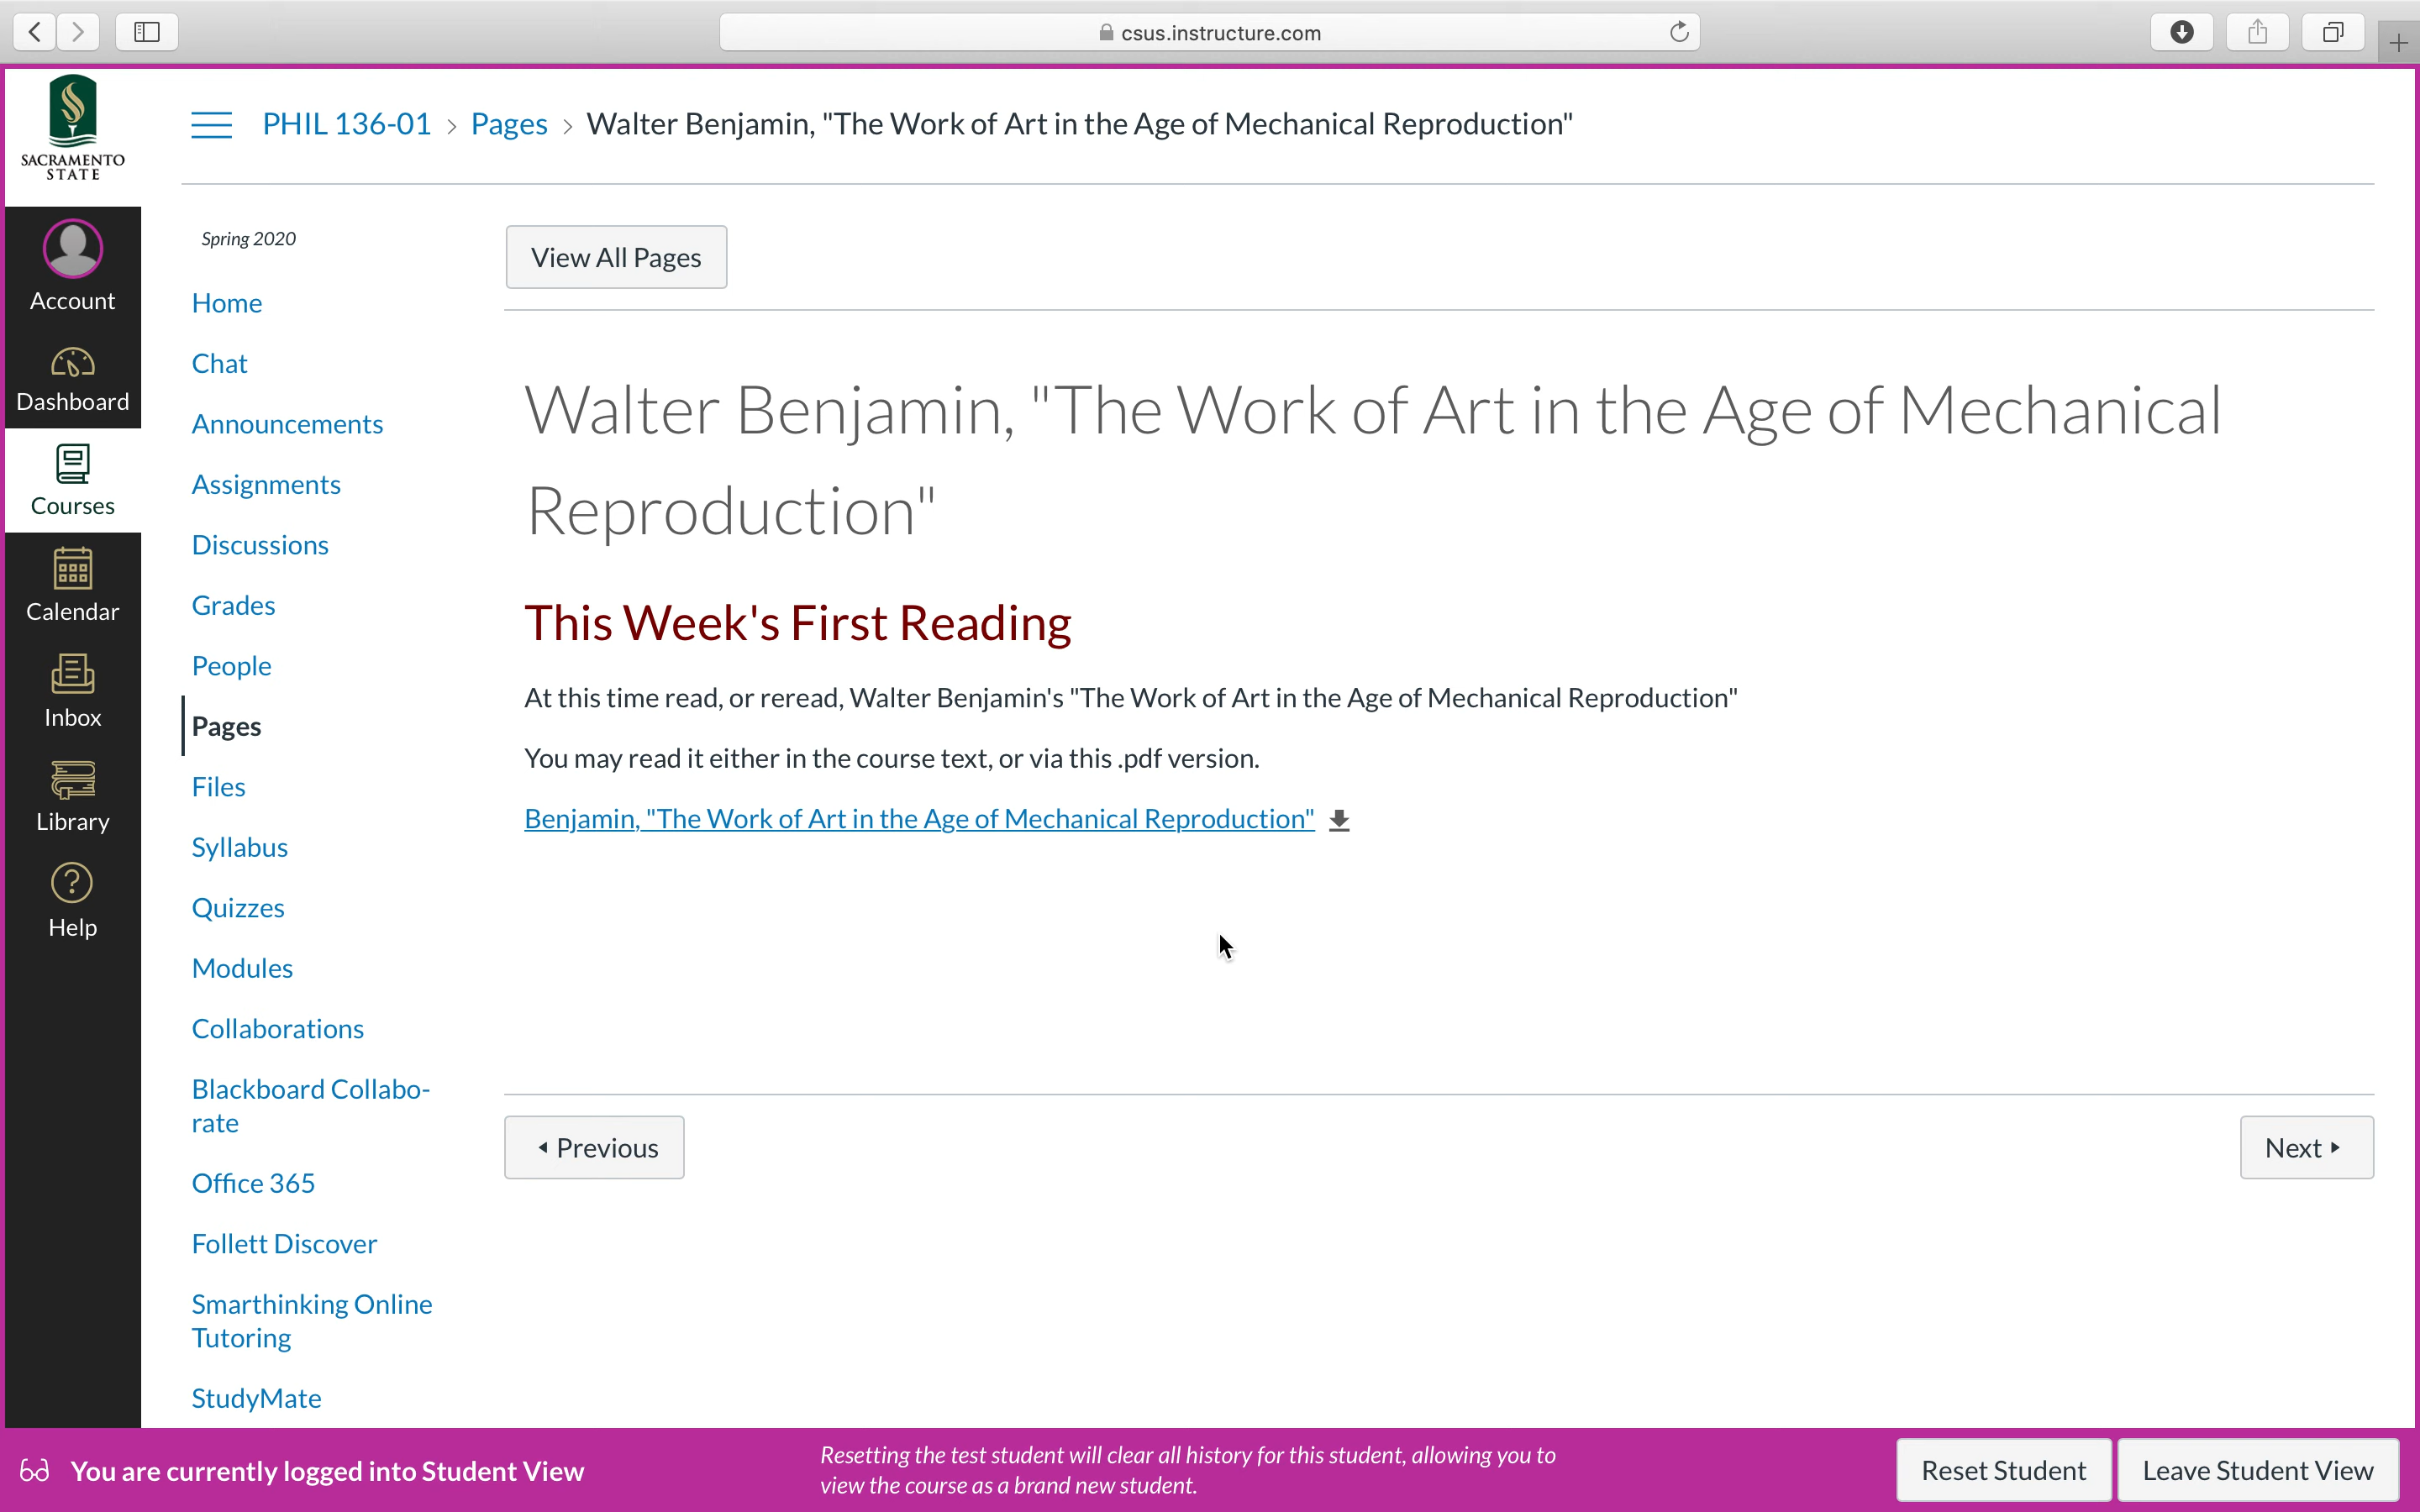 csus.instructure.com
SACRAMENTO
STATE
PHIL 136-01 > Pages > Walter Benjamin, "The Work of Art in the Age of Mechanical Reproduction"
Account
Dashboard
Courses
Calendar
Inbox
Library
Help
Spring 2020
Home
Chat
Announcements
Assignments
Discussions
Grades
People
Pages
Files
Syllabus
Quizzes
Modules
Collaborations
Blackboard Collabo-
rate
Office 365
Follett Discover
Smarthinking Online
Tutoring
StudyMate
View All Pages
Walter Benjamin, "The Work of Art in the Age of Mechanical
Reproduction"
This Week's First Reading
At this time read, or reread, Walter Benjamin's "The Work of Art in the Age of Mechanical Reproduction"
You may read it either in the course text, or via this .pdf version.
Benjamin, "The Work of Art in the Age of Mechanical Reproduction"
Previous
Next
You are currently logged into Student View
Resetting the test student will clear all history for this student, allowing you to
view the course as a brand new student.
Reset Student
Leave Student View